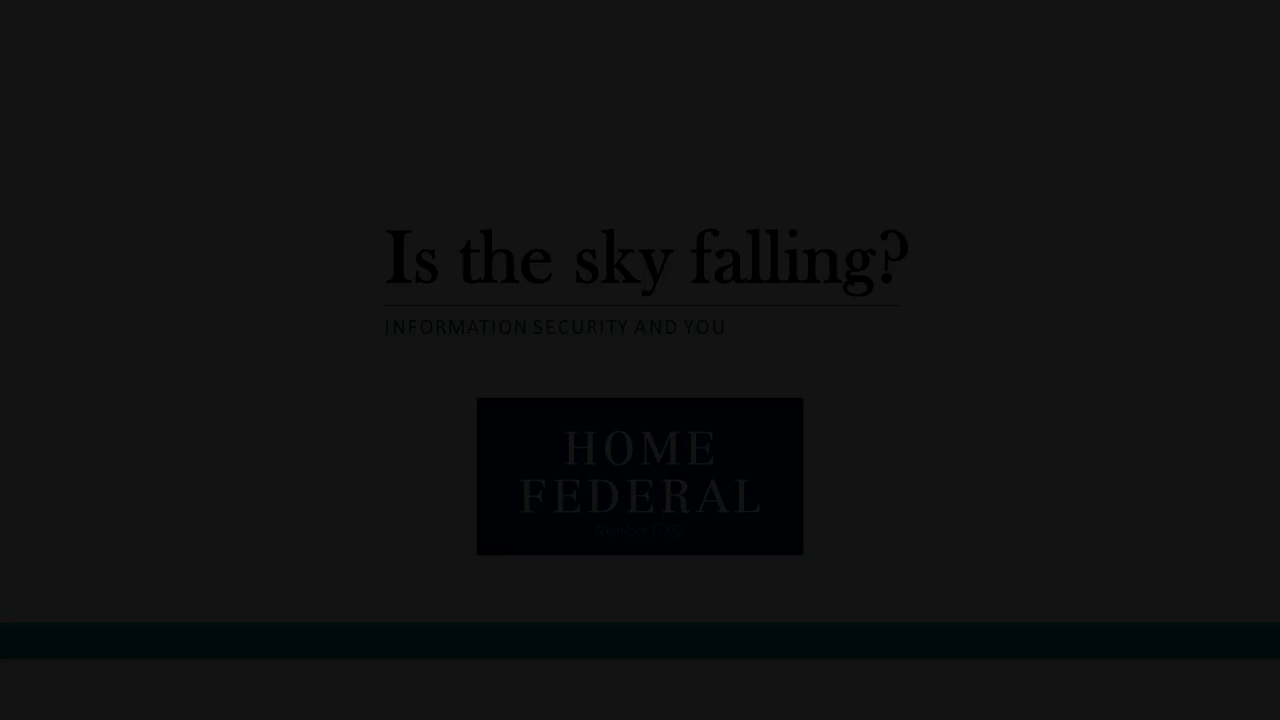 Is the sky falling?
INFORMATION SECURITY AND YOU
HOME
FEDERAL
Member FDIC